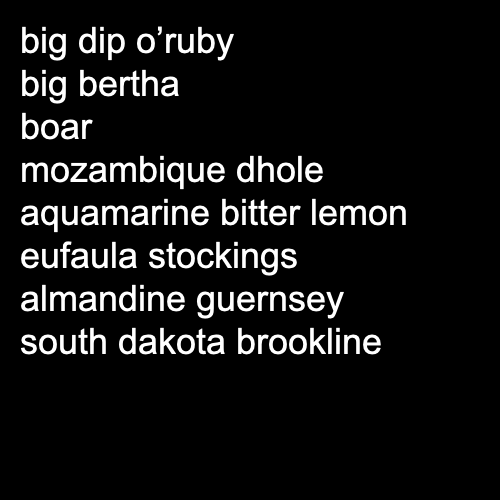 big dip o’ruby
big bertha
boar
mozambique dhole
aquamarine bitter lemon
eufaula stockings
almandine guernsey
south dakota brookline